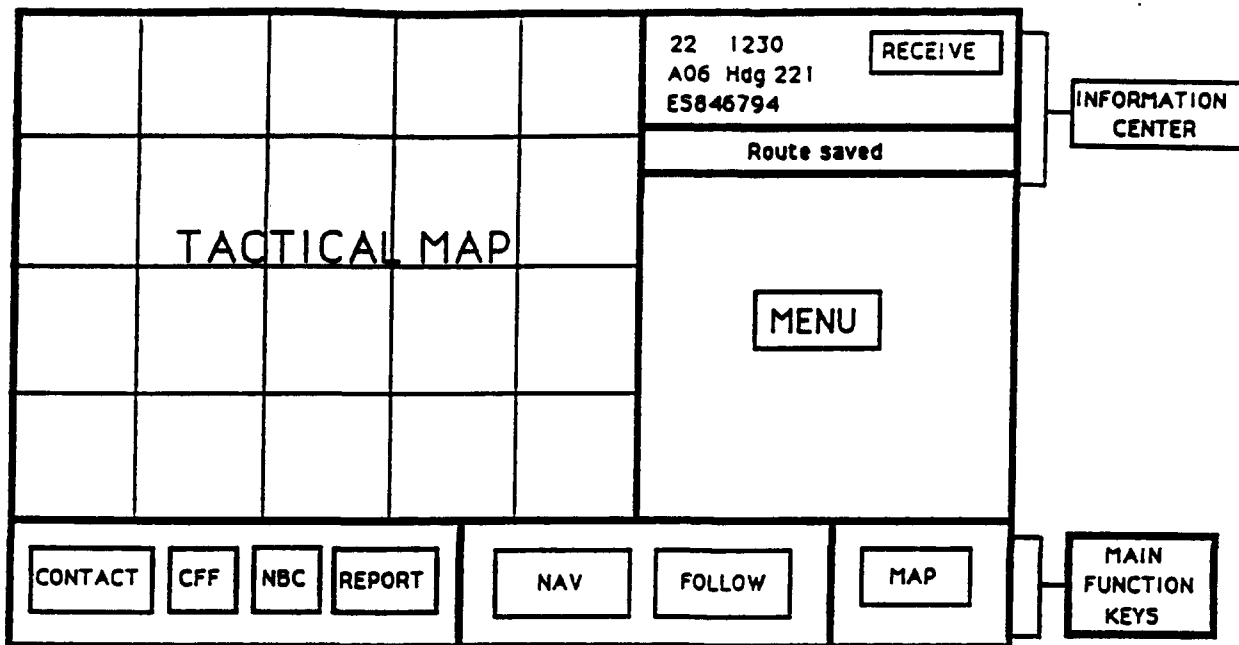 22 1230
RECEIVE
A06 Hdg 221
ES846794
INFORMATION
CENTER
Route saved
TACTICAL MAP
MENU
CONTACT
CFF
NBC
REPORT
NAV
FOLLOW
MAP
MAIN
FUNCTION
KEYS